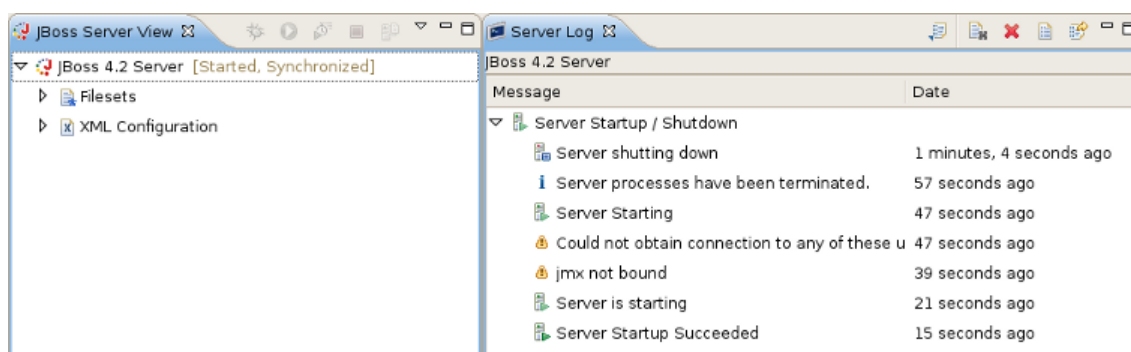 JBoss Server View
JBoss 4.2 Server [Started, Synchronized]
Filesets
XML Configuration
Server Log
JBoss 4.2 Server
Message Date
Server Startup / Shutdown
Server shutting down 1 minutes, 4 seconds ago
Server processes have been terminated. 57 seconds ago
Server Starting 47 seconds ago
Could not obtain connection to any of these u 47 seconds ago
jmx not bound 39 seconds ago
Server is starting 21 seconds ago
Server Startup Succeeded 15 seconds ago